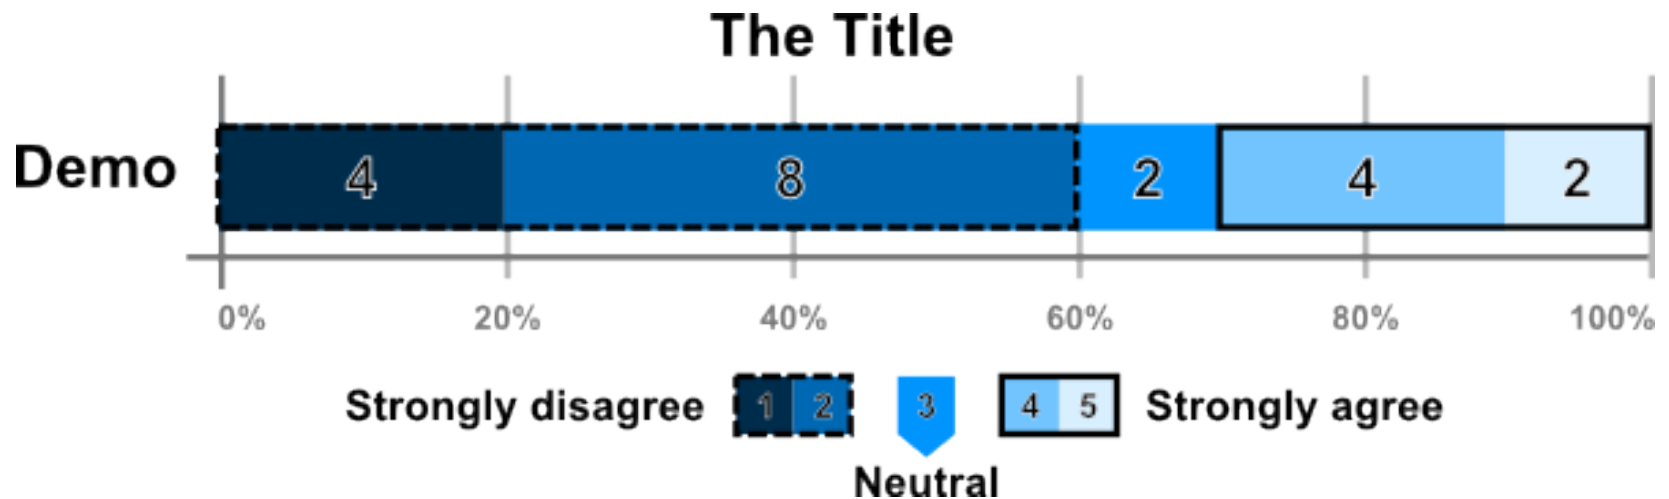 The Title
Demo 4 8 2 4 2
0% 20% 40% 60% 80% 100%
Strongly disagree 1 2 3 4 5 Strongly agree
Neutral